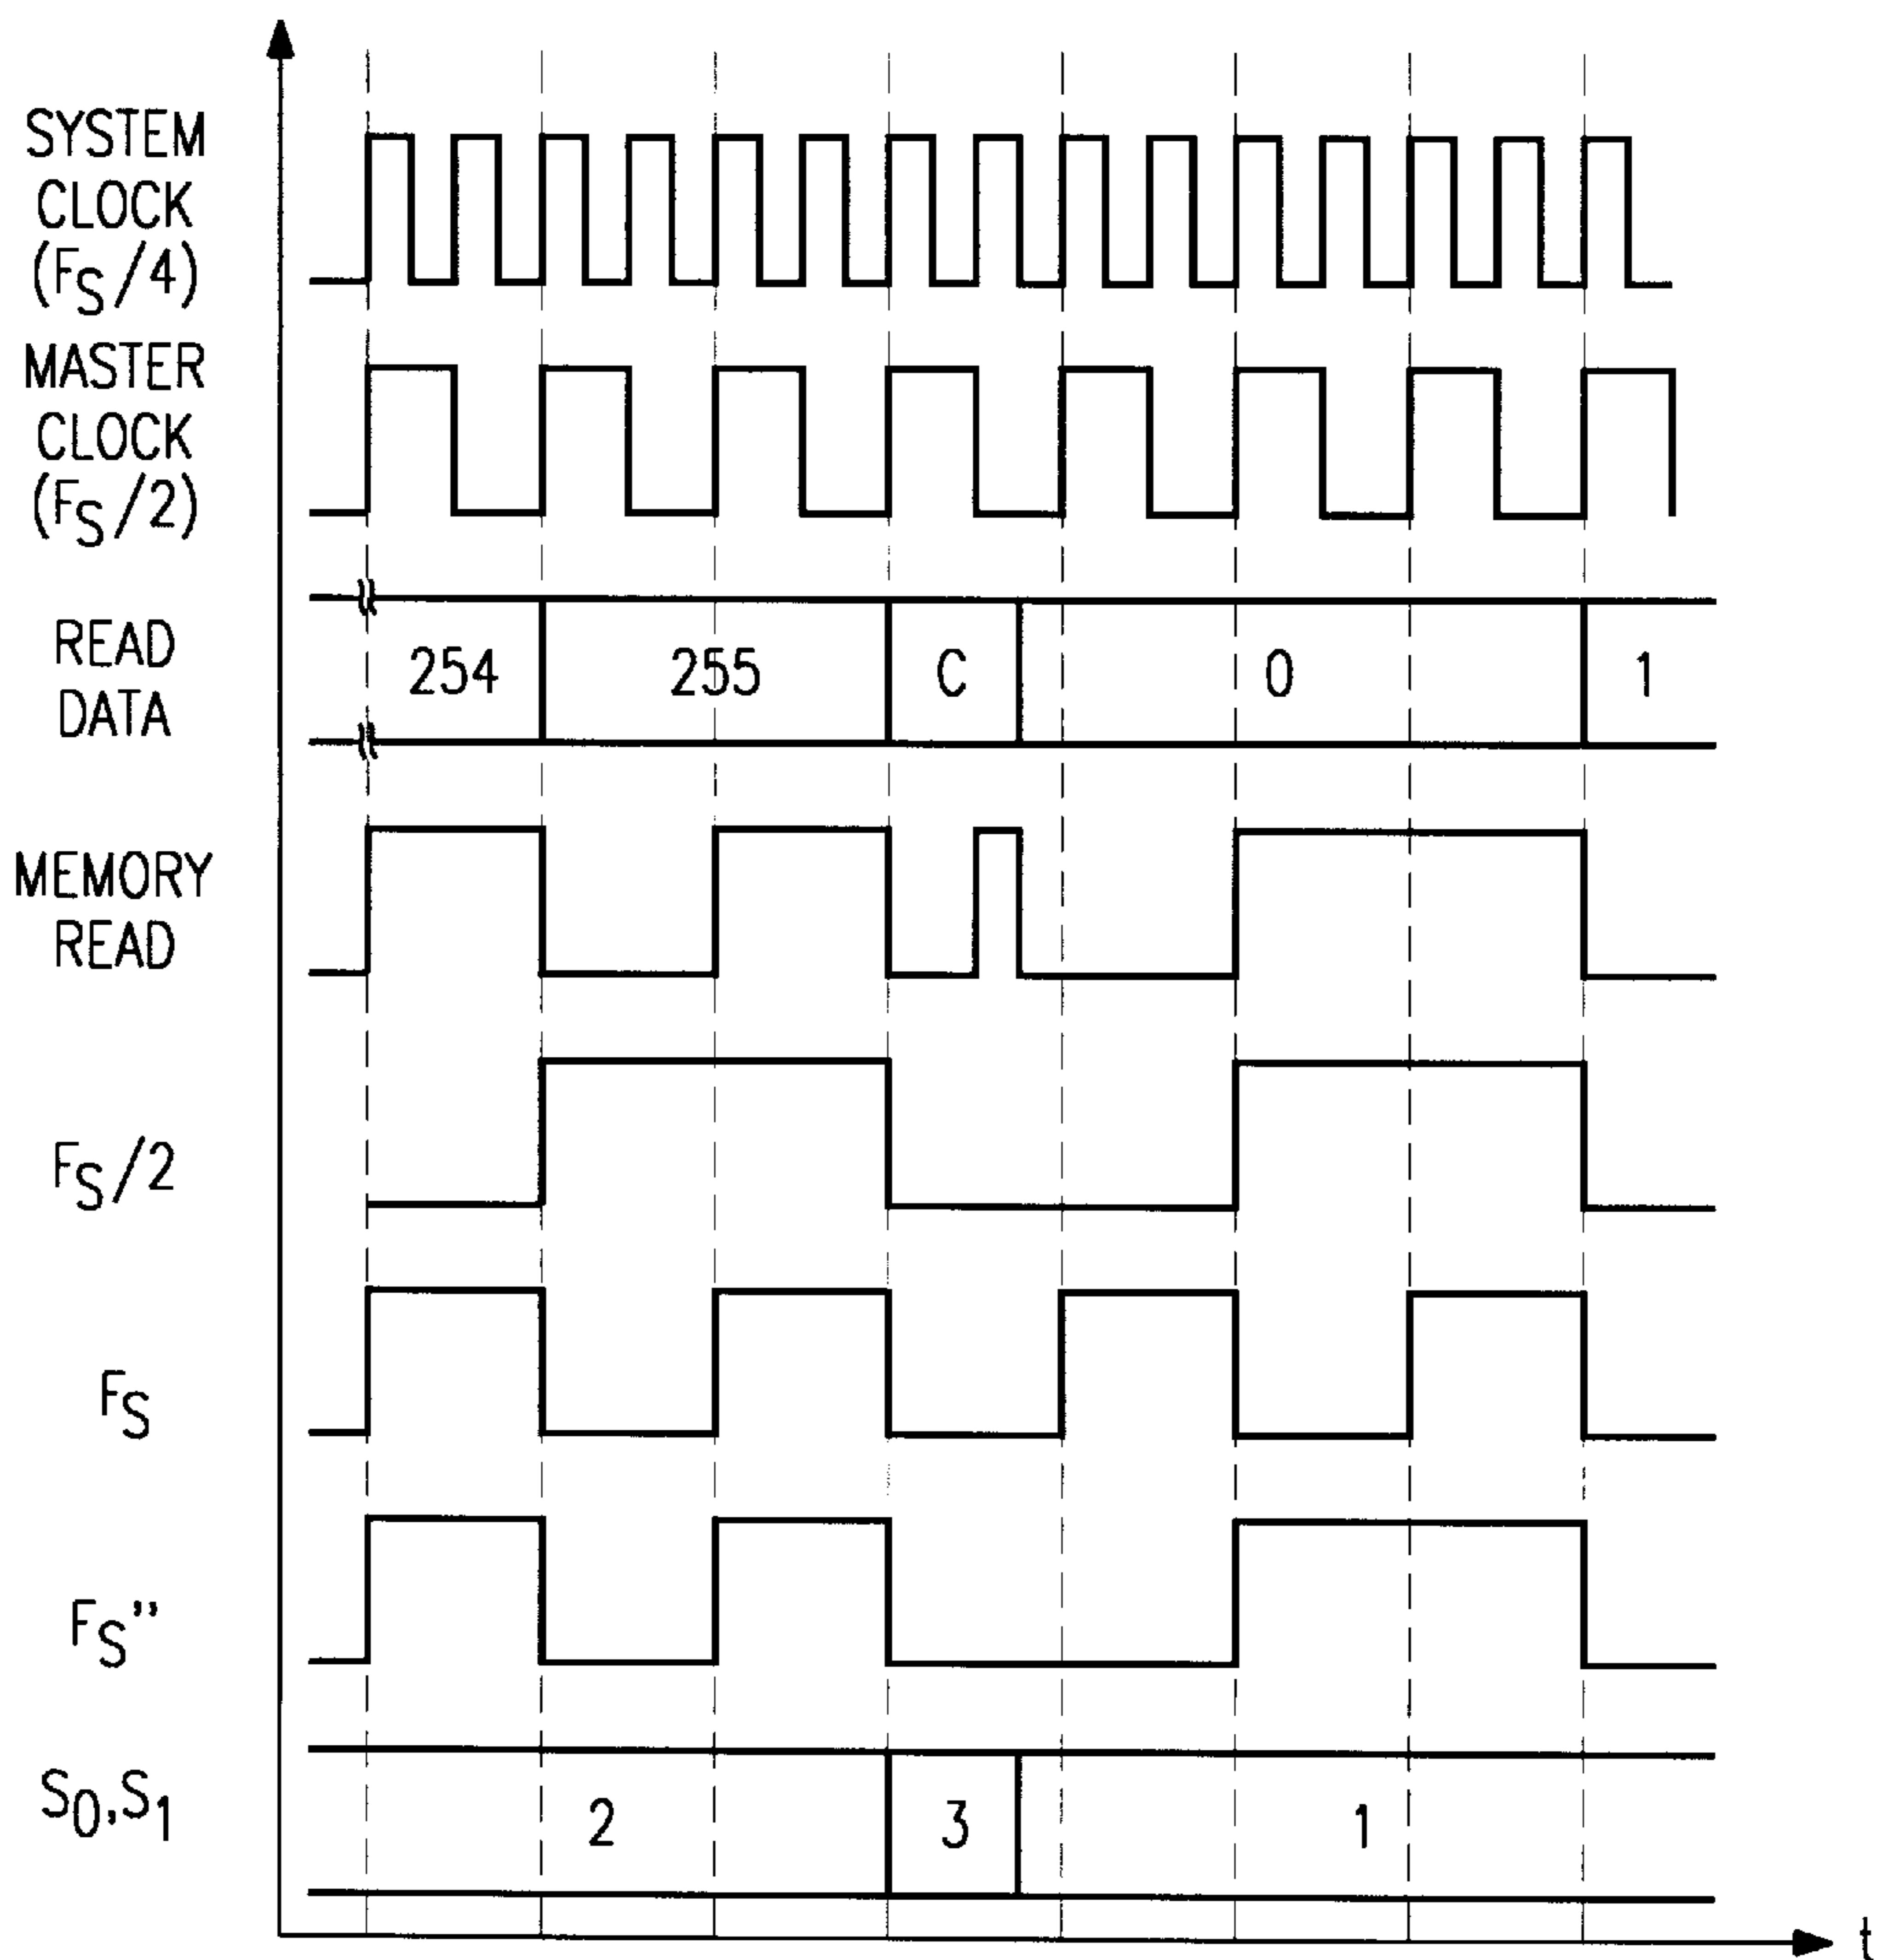 SYSTEM
CLOCK
(FS/4)
MASTER
CLOCK
(FS/2)
READ
DATA
254 255 C 0 1
MEMORY
READ
FS/2
FS
FS"
S0,S1
2 3 1
t